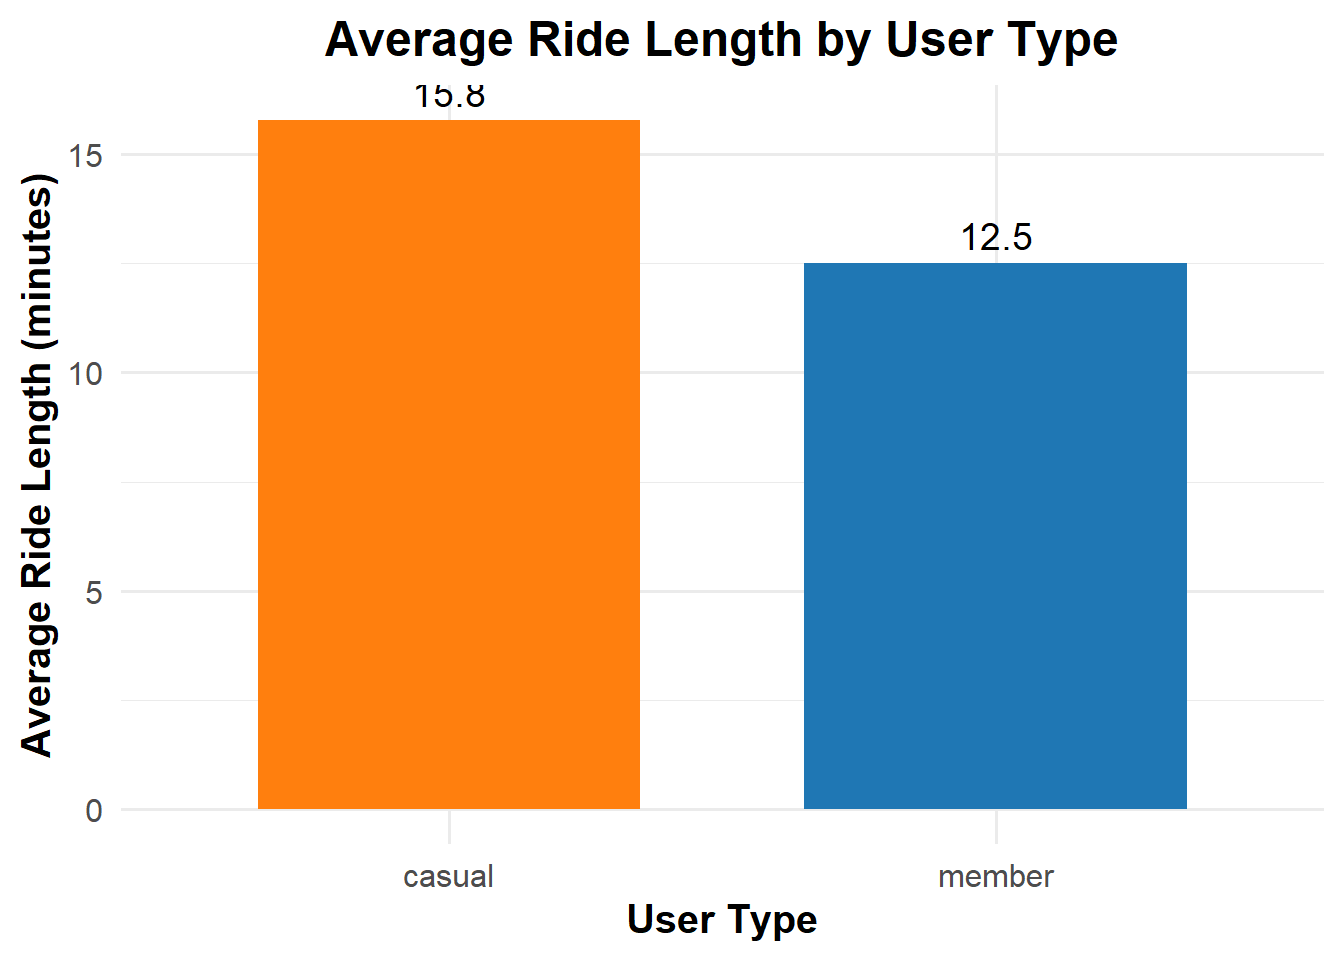 Average Ride Length by User Type
15.8
12.5
15
10
5
0
Average Ride Length (minutes)
casual
member
User Type